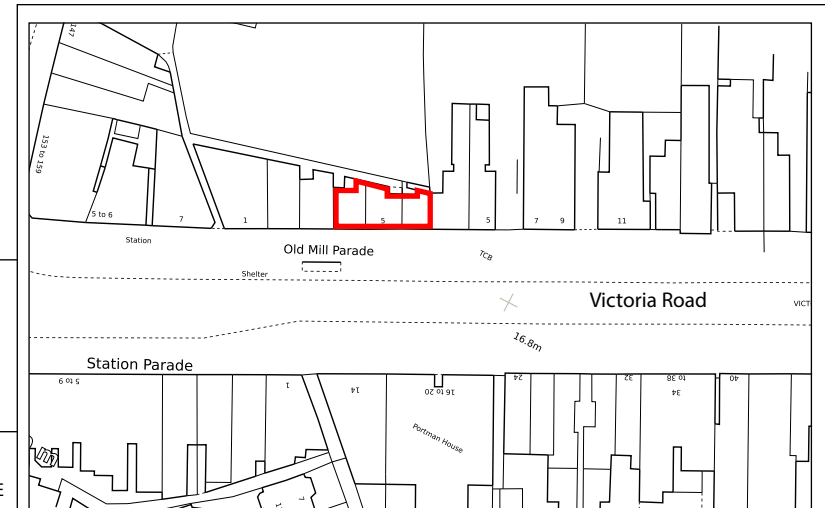 147
153 to 159
5 to 6
7
1
5
5
7
9
11
Station
Old Mill Parade
TCB
Shelter
Victoria Road
VICT
16.8m
Station Parade
5 to 9
1
14
16 to 20
24
32
36 to 38
34
40
Portman House
7
E